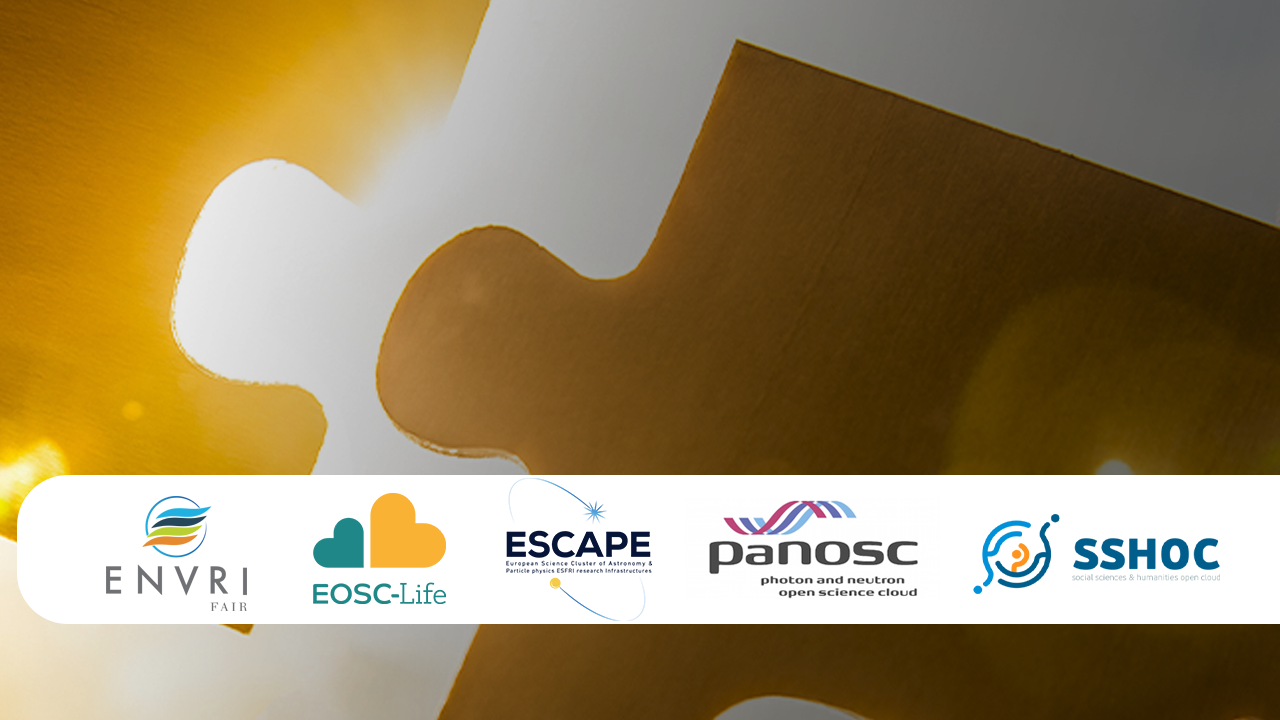 ENVRI
FAIR
EOSC-Life
ESCAPE
European Science Cluster of Astronomy &
Particle physics ESFRI research Infrastructures
panosc
photon and neutron
open science cloud
SSHOC
social sciences & humanities open cloud